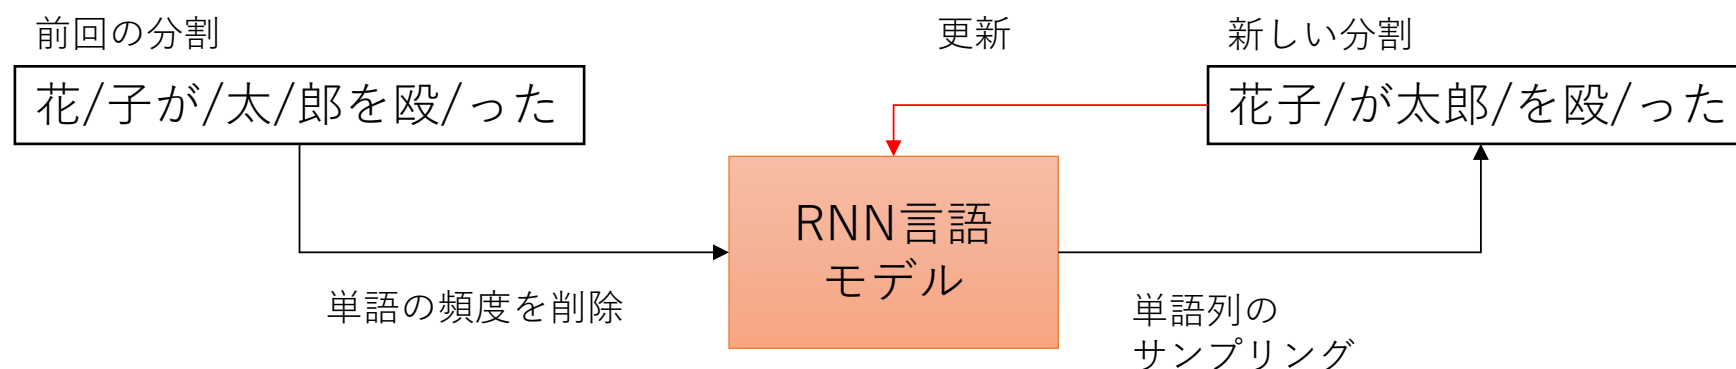 前回の分割
更新
新しい分割
花/子が/太/郎を殴/った
花子/が太郎/を殴/った
RNN言語
モデル
単語の頻度を削除
単語列の
サンプリング